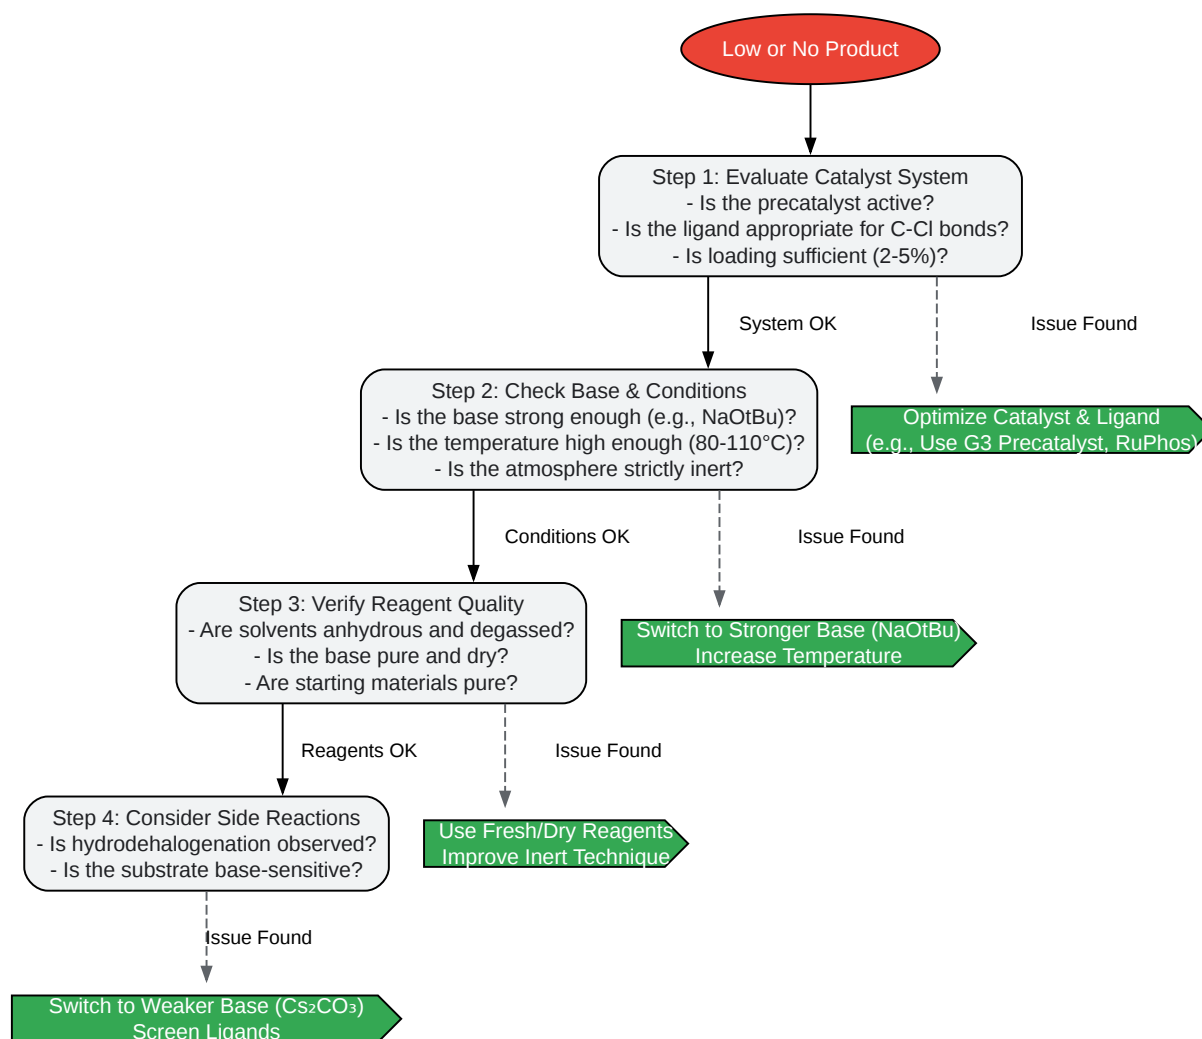 Low or No Product
Step 1: Evaluate Catalyst System
- Is the precatalyst active?
- Is the ligand appropriate for C-Cl bonds?
- Is loading sufficient (2-5%)?
System OK
Issue Found
Step 2: Check Base & Conditions
- Is the base strong enough (e.g., NaOtBu)?
- Is the temperature high enough (80-110°C)?
- Is the atmosphere strictly inert?
Optimize Catalyst & Ligand
(e.g., Use G3 Precatalyst, RuPhos)
Conditions OK
Issue Found
Step 3: Verify Reagent Quality
- Are solvents anhydrous and degassed?
- Is the base pure and dry?
- Are starting materials pure?
Switch to Stronger Base (NaOtBu)
Increase Temperature
Reagents OK
Issue Found
Step 4: Consider Side Reactions
- Is hydrodehalogenation observed?
- Is the substrate base-sensitive?
Use Fresh/Dry Reagents
Improve Inert Technique
Issue Found
Switch to Weaker Base (Cs₂CO₃)
Screen Ligands